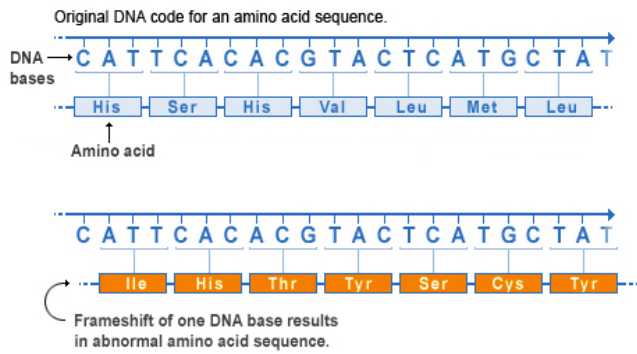 Original DNA code for an amino acid sequence.
DNA bases
C A T T C A C A C G T A C T C A T G C T A T
His Ser His Val Leu Met Leu
Amino acid
C A T T C A C A C G T A C T C A T G C T A T
Ile His Thr Tyr Ser Cys Tyr
Frameshift of one DNA base results
in abnormal amino acid sequence.